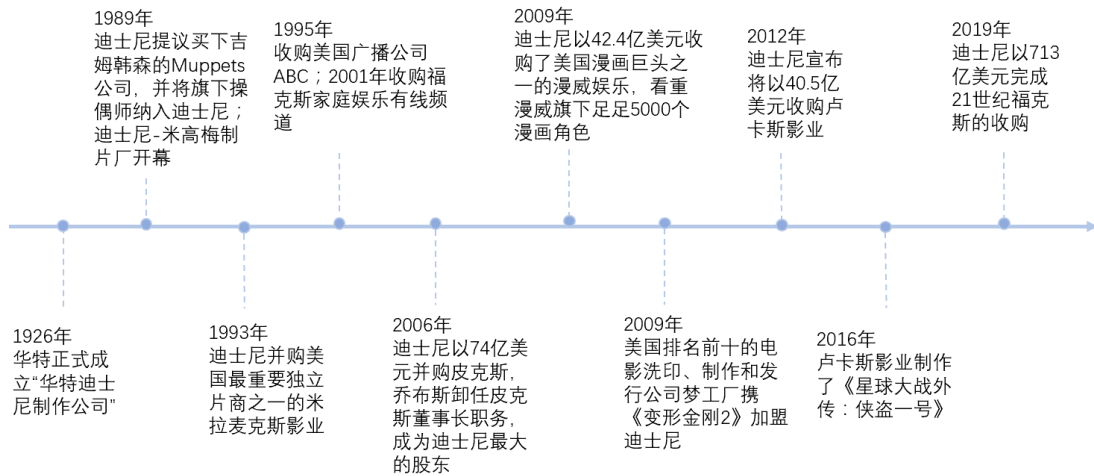 1989年
迪士尼提议买下吉
姆韩森的Muppets
公司，并将旗下操
偶师纳入迪士尼；
迪士尼-米高梅制
片厂开幕
1995年
收购美国广播公司
ABC；2001年收购福
克斯家庭娱乐有线频
道
2009年
迪士尼以42.4亿美元收
购了美国漫画巨头之
一的漫威娱乐，看重
漫威旗下足足5000个
漫画角色
2012年
迪士尼宣布
将以40.5亿
美元收购卢
卡斯影业
2019年
迪士尼以713
亿美元完成
21世纪福克
斯的收购
1926年
华特正式成
立“华特迪士
尼制作公司”
1993年
迪士尼并购美
国最重要独立
片商之一的米
拉麦克斯影业
2006年
迪士尼以74亿美
元并购皮克斯，
乔布斯卸任皮克
斯董事长职务，
成为迪士尼最大
的股东
2009年
美国排名前十的电
影洗印、制作和发
行公司梦工厂携
《变形金刚2》加盟
迪士尼
2016年
卢卡斯影业制作
了《星球大战外
传：侠盗一号》